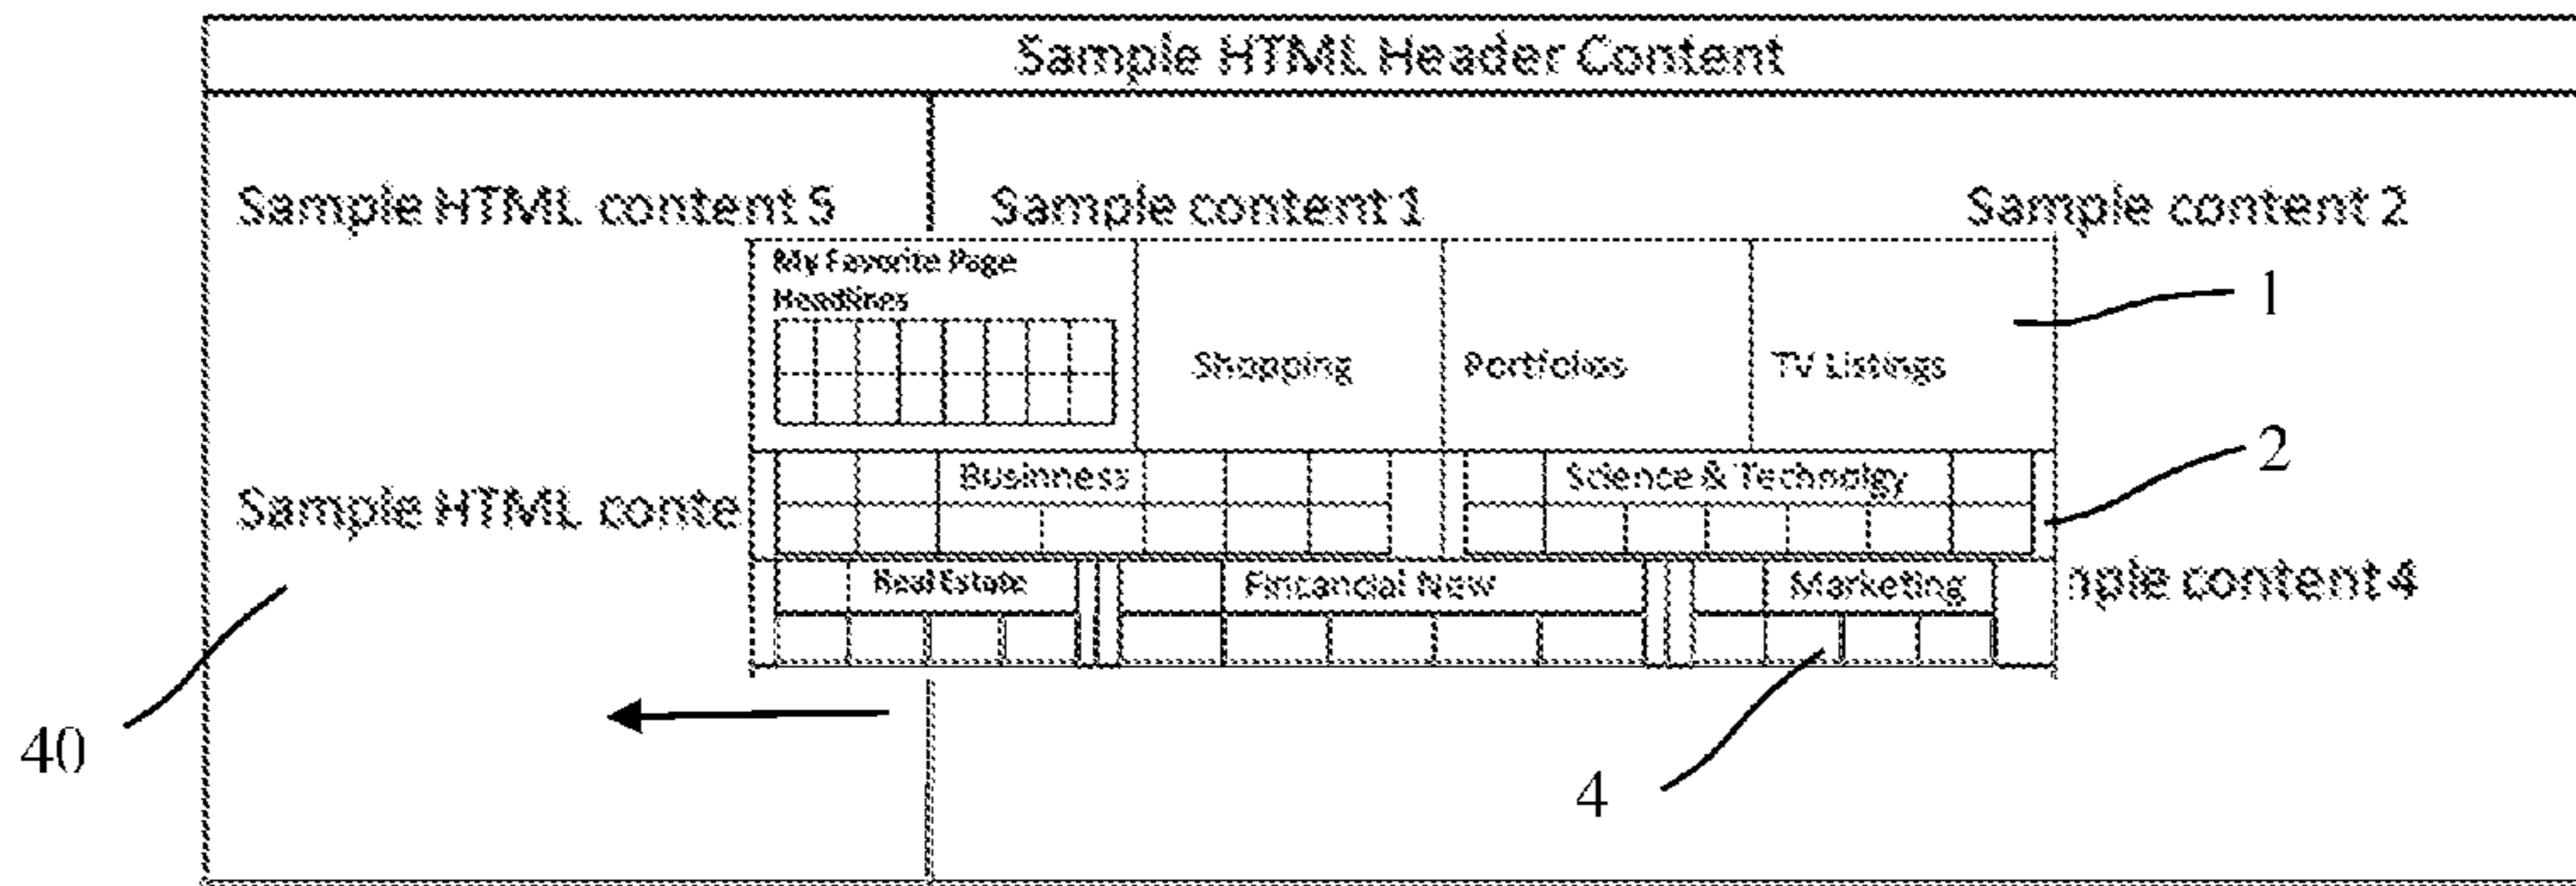 Sample HTML Header Content
Sample HTML content 5 Sample content 1 Sample content 2
My Favorite Page
Headlines
1
Shopping Portfolios TV Listings
2
Businness Science & Technolgy
Sample HTML conte
Real Estate Fincancial New Marketing mple content 4
40
4